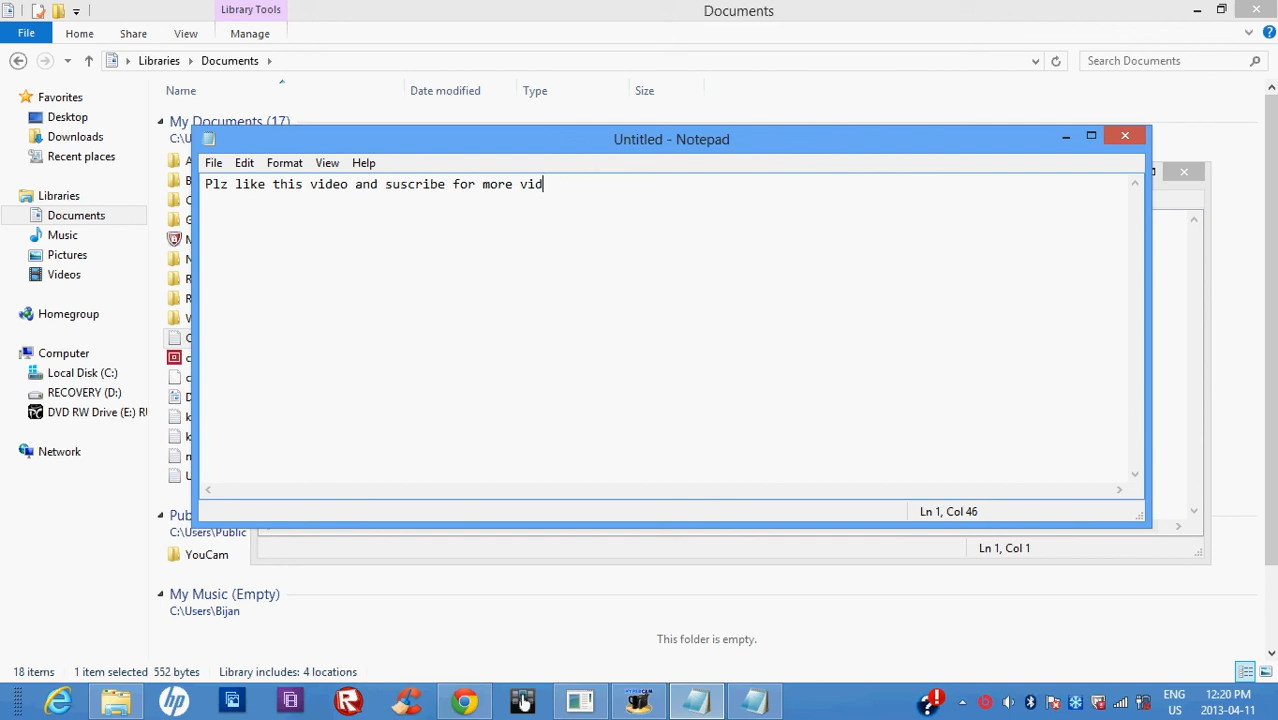 Library Tools
Documents
File
Home
Share
View
Manage
Libraries
Documents
Search Documents
Name
Date modified
Type
Size
Favorites
Desktop
Downloads
Recent places
Libraries
Documents
Music
Pictures
Videos
Homegroup
Computer
Local Disk (C:)
RECOVERY (D:)
DVD RW Drive (E:) RU
Network
My Documents (17)
Untitled - Notepad
File
Edit
Format
View
Help
Plz like this video and suscribe for more vid
Ln 1, Col 46
Ln 1, Col 1
C:\Users\Public
YouCam
My Music (Empty)
C:\Users\Bijan
This folder is empty.
18 items
1 item selected 552 bytes
Library includes: 4 locations
ENG
US
12:20 PM
2013-04-11